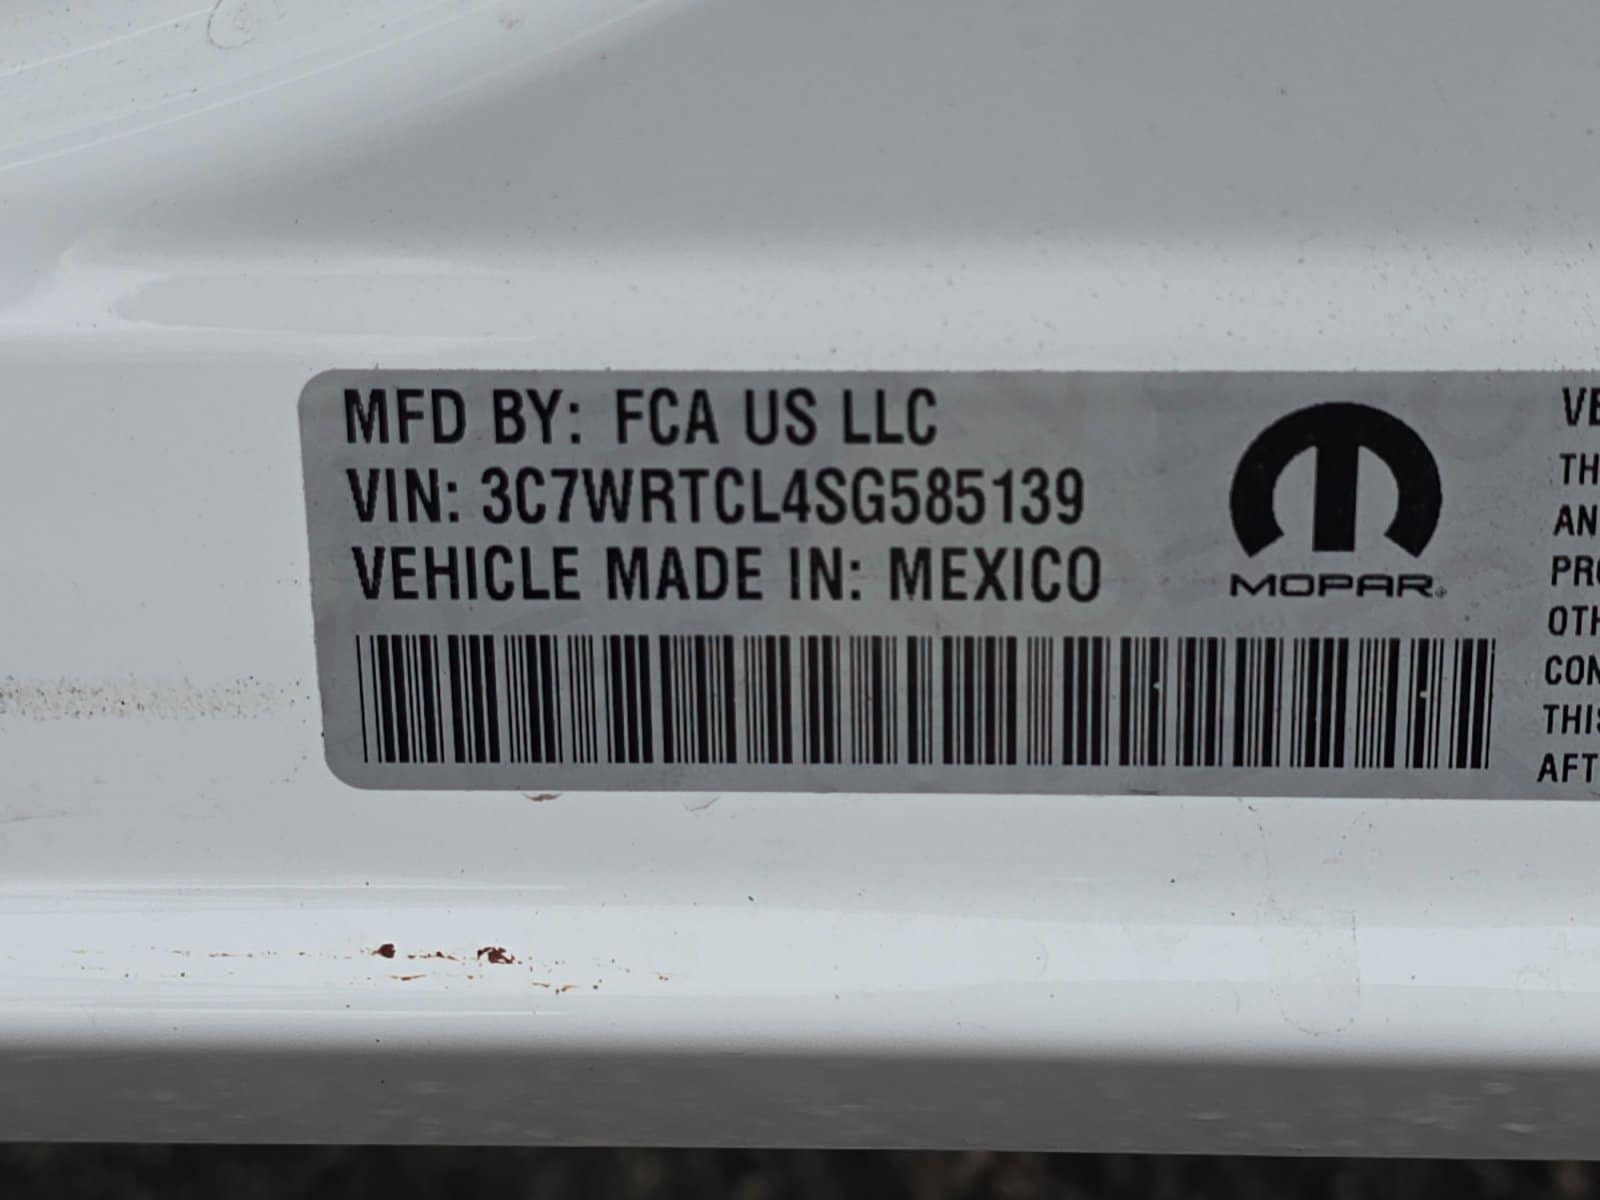 MFD BY: FCA US LLC
VIN: 3C7WRTCL4SG585139
VEHICLE MADE IN: MEXICO
MOPAR®
VE
TH
AN
PRO
OTH
CON
THIS
AFT